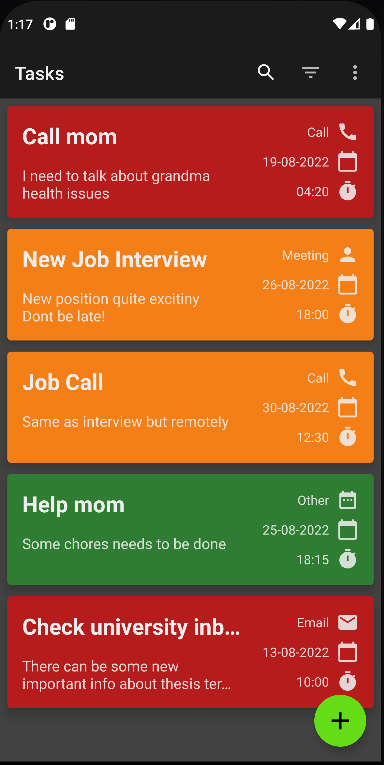 1:17
Tasks
Call mom
Call
I need to talk about grandma
health issues
19-08-2022
04:20
New Job Interview
Meeting
New position quite excitiny
Dont be late!
26-08-2022
18:00
Job Call
Call
Same as interview but remotely
30-08-2022
12:30
Help mom
Other
Some chores needs to be done
25-08-2022
18:15
Check university inb...
Email
There can be some new
important info about thesis ter...
13-08-2022
10:00